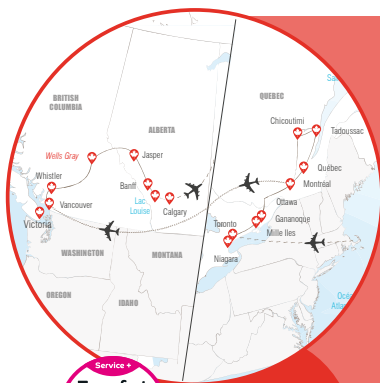 BRITISH
COLUMBIA
ALBERTA
QUEBEC
Chicoutimi
Tadoussac
Wells Gray
Jasper
Québec
Whistler
Banff
Montréal
Vancouver
Lac
Louise
Calgary
Ottawa
Victoria
Toronto
Gananoque
Mille Iles
WASHINGTON
MONTANA
Niagara
OREGON
IDAHO
Service +